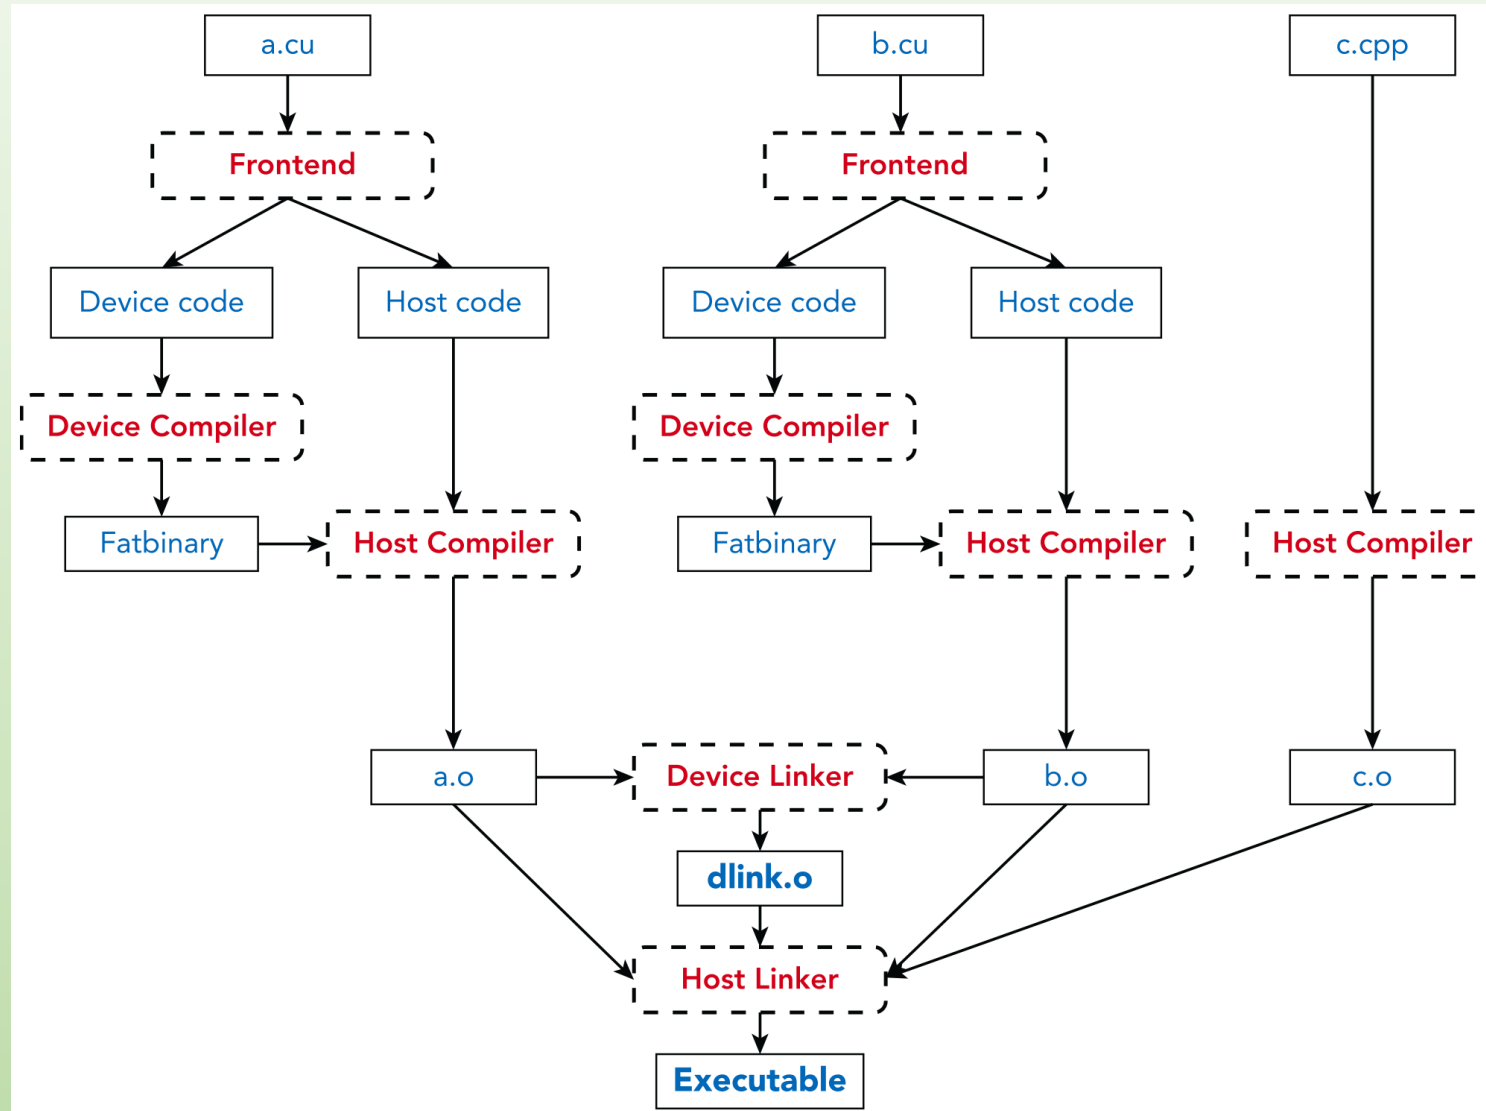 a.cu
b.cu
c.cpp
Frontend
Frontend
Device code
Host code
Device code
Host code
Device Compiler
Device Compiler
Fatbinary
Host Compiler
Fatbinary
Host Compiler
Host Compiler
a.o
Device Linker
b.o
c.o
dlink.o
Host Linker
Executable